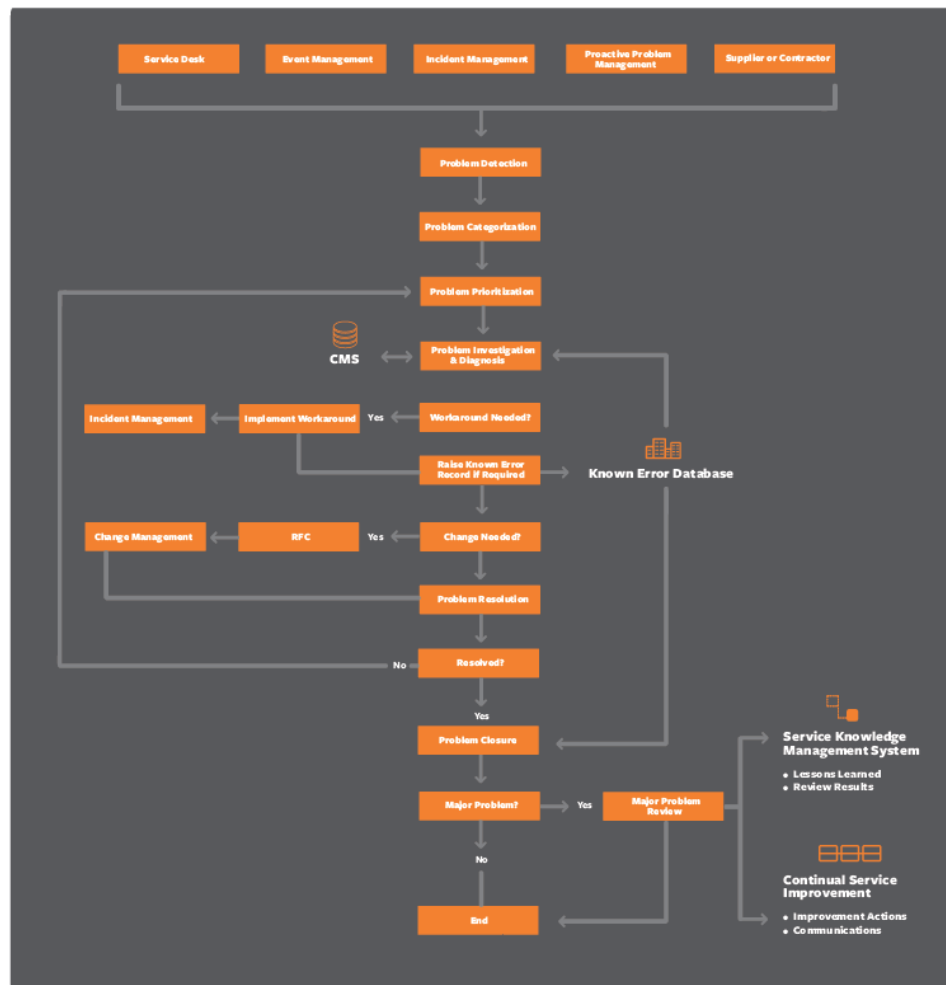 Service Desk
Event Management
Incident Management
Proactive Problem
Management
Supplier or Contractor
Problem Detection
Problem Categorization
Problem Prioritization
CMS
Problem Investigation
& Diagnosis
Incident Management
Implement Workaround
Yes
Workaround Needed?
Raise Known Error
Record if Required
Known Error Database
Change Management
RFC
Yes
Change Needed?
Problem Resolution
No
Resolved?
Yes
Problem Closure
Service Knowledge
Management System
• Lessons Learned
• Review Results
Major Problem?
Yes
Major Problem
Review
No
Continual Service
Improvement
• Improvement Actions
• Communications
End